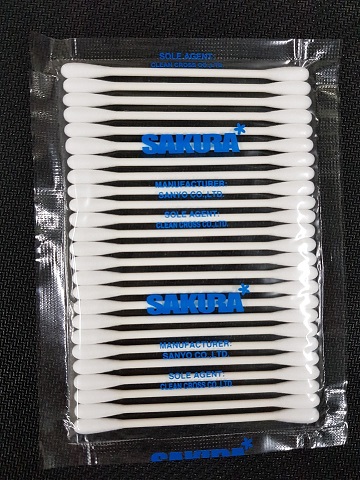 SOLE AGENT:
CLEAN CROSS CO.,LTD.
SAKURA*
MANUFACTURER:
SANYO CO.,LTD.
SOLE AGENT:
CLEAN CROSS CO.,LTD.
SAKURA*
MANUFACTURER:
SANYO CO.,LTD.
SOLE AGENT:
CLEAN CROSS CO.,LTD.
SAKURA*